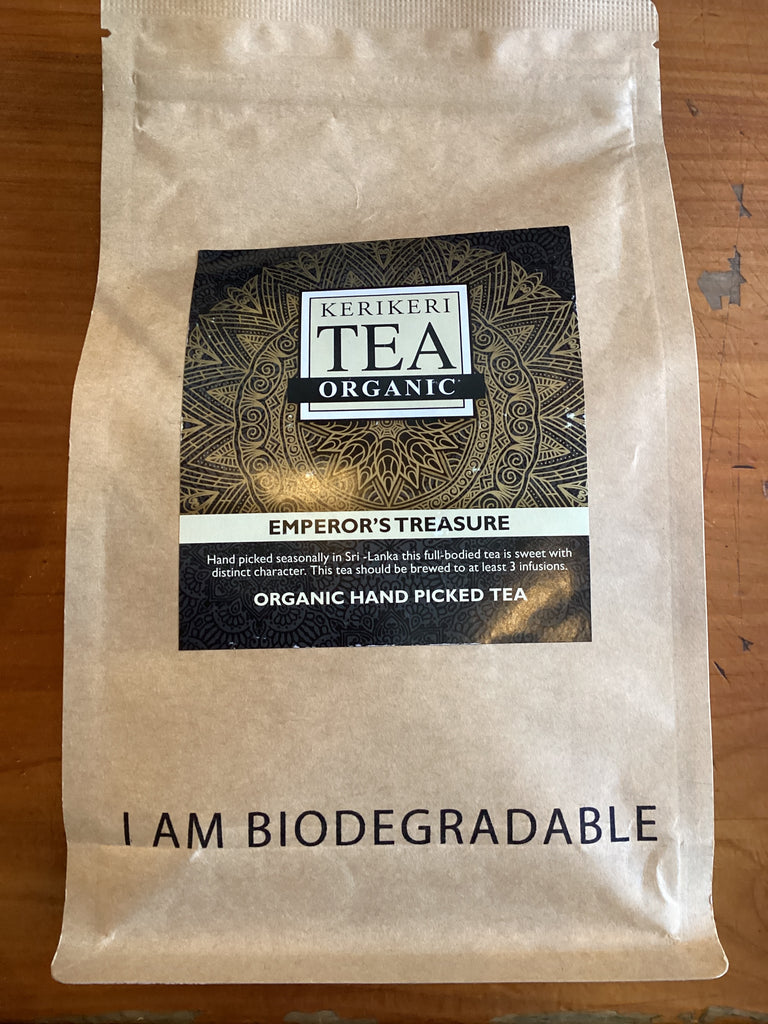 KERIKERI
TEA
ORGANIC
EMPEROR'S TREASURE
Hand picked seasonally in Sri -Lanka this full-bodied tea is sweet with
distinct character. This tea should be brewed to at least 3 infusions.
ORGANIC HAND PICKED TEA
I AM BIODEGRADABLE